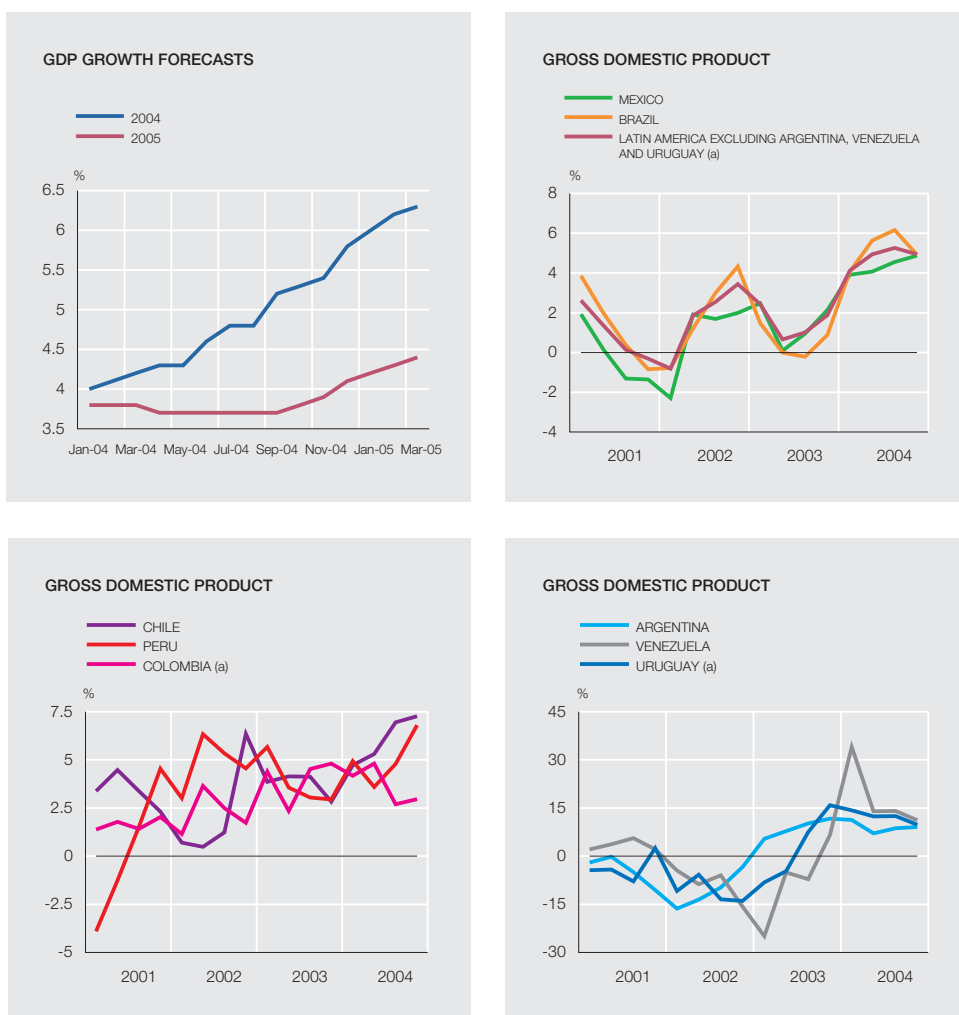 GDP GROWTH FORECASTS
2004
2005
%
6.5
6
5.5
5
4.5
4
3.5
Jan-04 Mar-04 May-04 Jul-04 Sep-04 Nov-04 Jan-05 Mar-05
GROSS DOMESTIC PRODUCT
MEXICO
BRAZIL
LATIN AMERICA EXCLUDING ARGENTINA, VENEZUELA
AND URUGUAY (a)
%
8
6
4
2
0
-2
-4
2001 2002 2003 2004
GROSS DOMESTIC PRODUCT
CHILE
PERU
COLOMBIA (a)
%
7.5
5
2.5
0
-2.5
-5
2001 2002 2003 2004
GROSS DOMESTIC PRODUCT
ARGENTINA
VENEZUELA
URUGUAY (a)
%
45
30
15
0
-15
-30
2001 2002 2003 2004